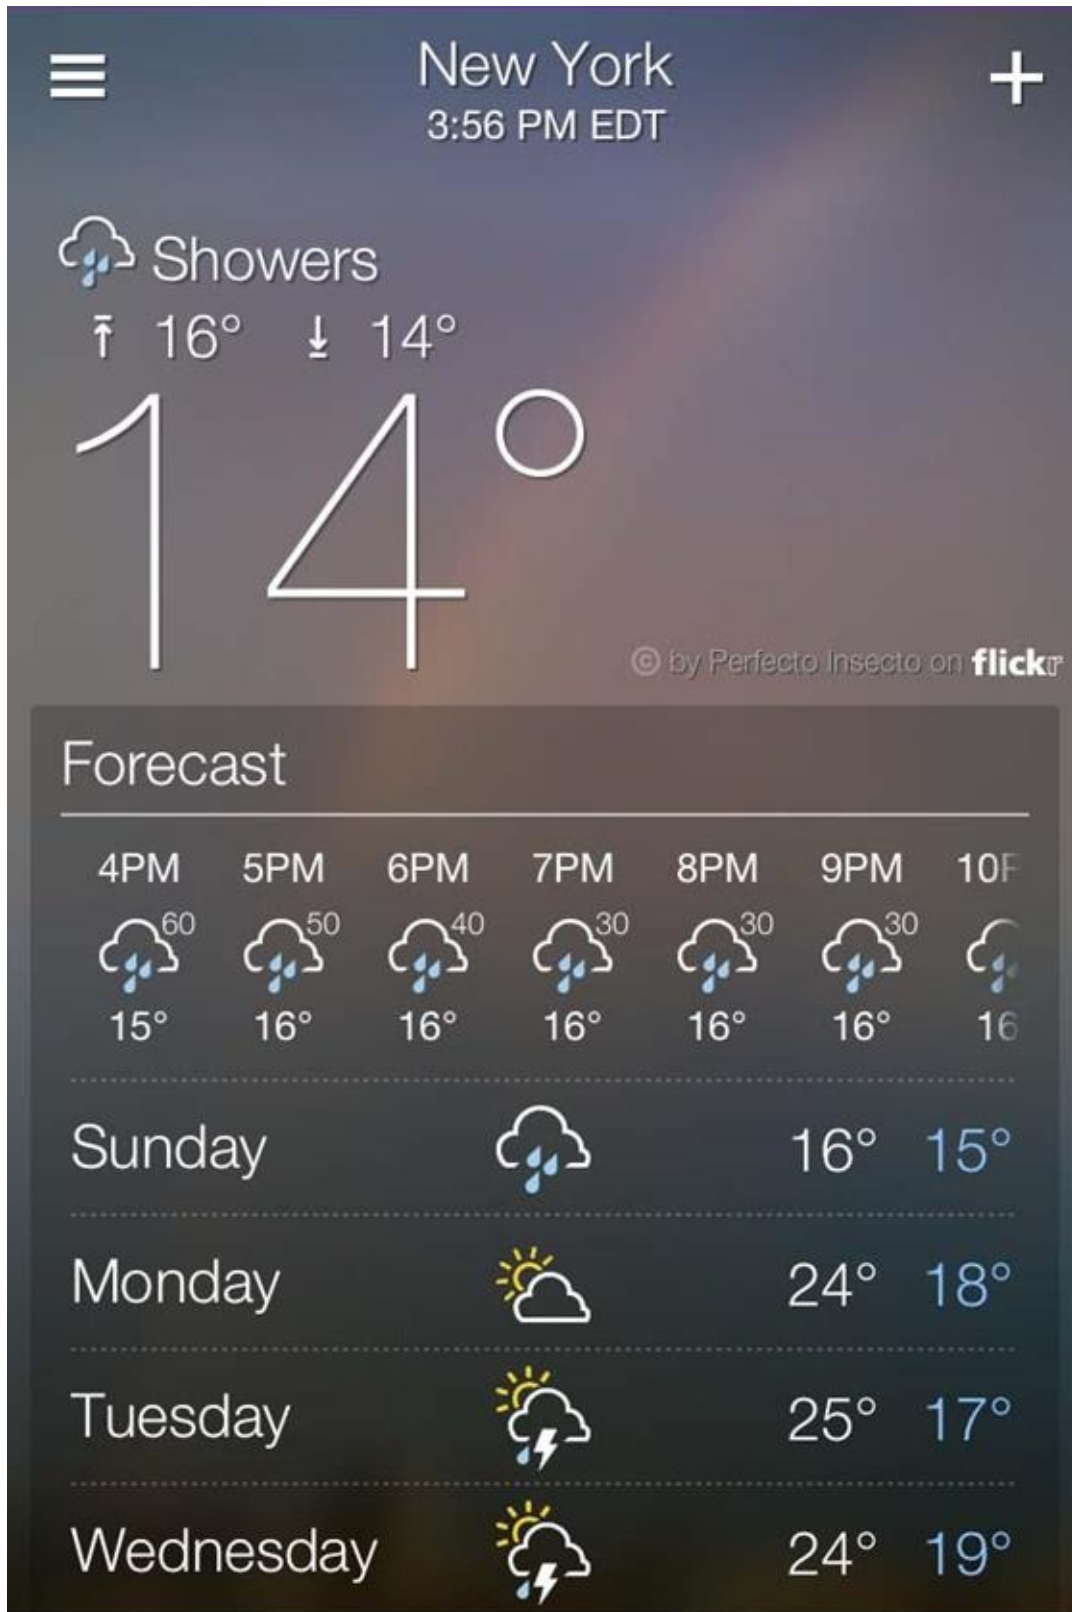 New York
3:56 PM EDT
Showers
16° 14°
14°
© by Perfecto Insecto on flickr
Forecast
4PM 5PM 6PM 7PM 8PM 9PM 10P
60 50 40 30 30 30
15° 16° 16° 16° 16° 16° 16
Sunday 16° 15°
Monday 24° 18°
Tuesday 25° 17°
Wednesday 24° 19°